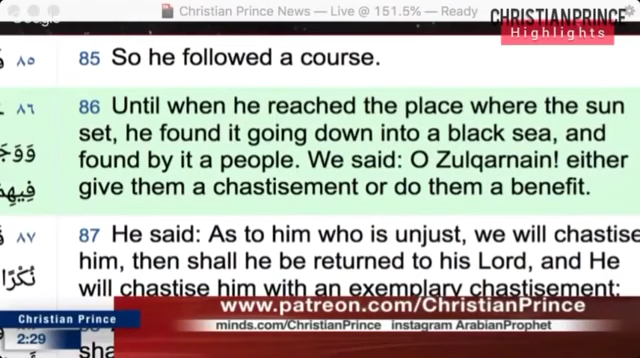 Christian Prince News — Live @ 151.5% — Ready
CHRISTIANPRINCE
Highlights
85 So he followed a course.
٨٥
86 Until when he reached the place where the sun
set, he found it going down into a black sea, and
found by it a people. We said: O Zulqarnain! either
give them a chastisement or do them a benefit.
٨٦
87 He said: As to him who is unjust, we will chastise
him, then shall he be returned to his Lord, and He
will chastise him with an exemplary chastisement:
٨٧
نُّكْرًا
www.patreon.com/ChristianPrince
Christian Prince
minds.com/ChristianPrince instagram ArabianProphet
2:29